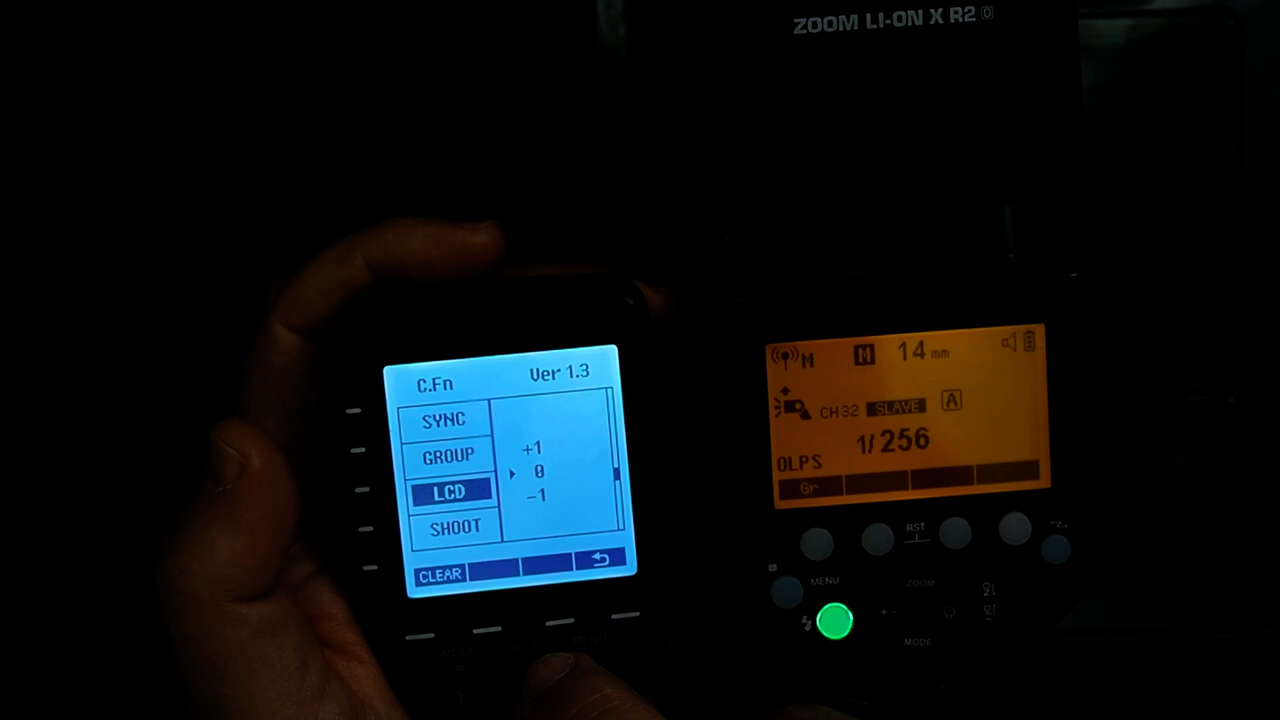 ZOOM LI-ON X R2
C.Fn Ver 1.3
SYNC
GROUP
LCD
SHOOT
+1
0
-1
CLEAR
M M 14 mm
CH32 SLAVE A
1/256
OLPS
Gr
RST
MENU
ZOOM
+-
MODE
MENU